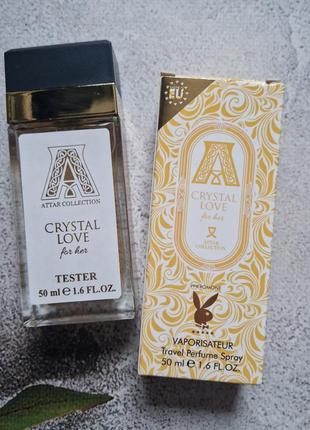 ATTAR COLLECTION
CRYSTAL
LOVE
for her
TESTER
50 ml e 1.6 FL.OZ.
EU
CRYSTAL
LOVE
for her
ATTAR
COLLECTION
PHEROMONE
VAPORISATEUR
Travel Perfume Spray
50 ml e 1.6 FL.OZ.